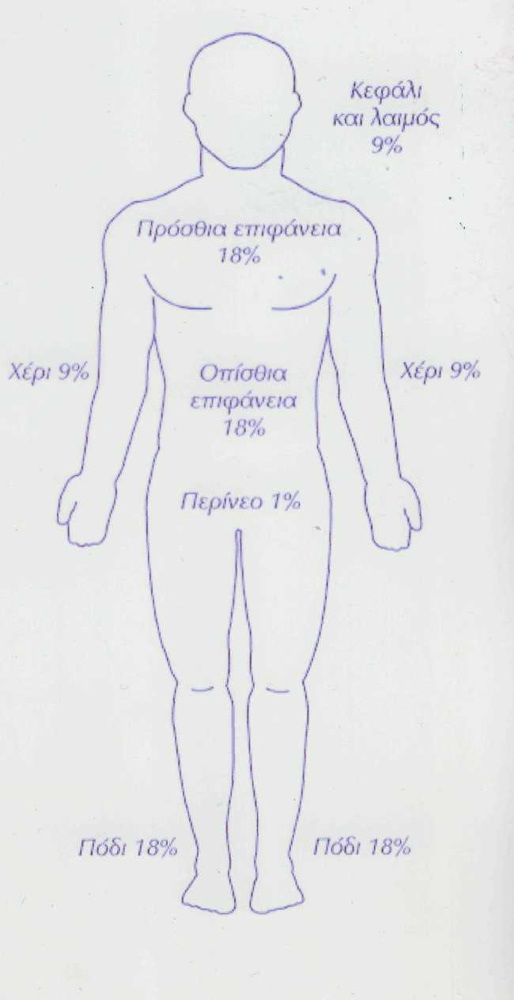 Κεφάλι
και λαιμός
9%
Πρόσθια επιφάνεια
18%
Χέρι 9%
Οπίσθια
επιφάνεια
18%
Χέρι 9%
Περίνεο 1%
Πόδι 18%
Πόδι 18%